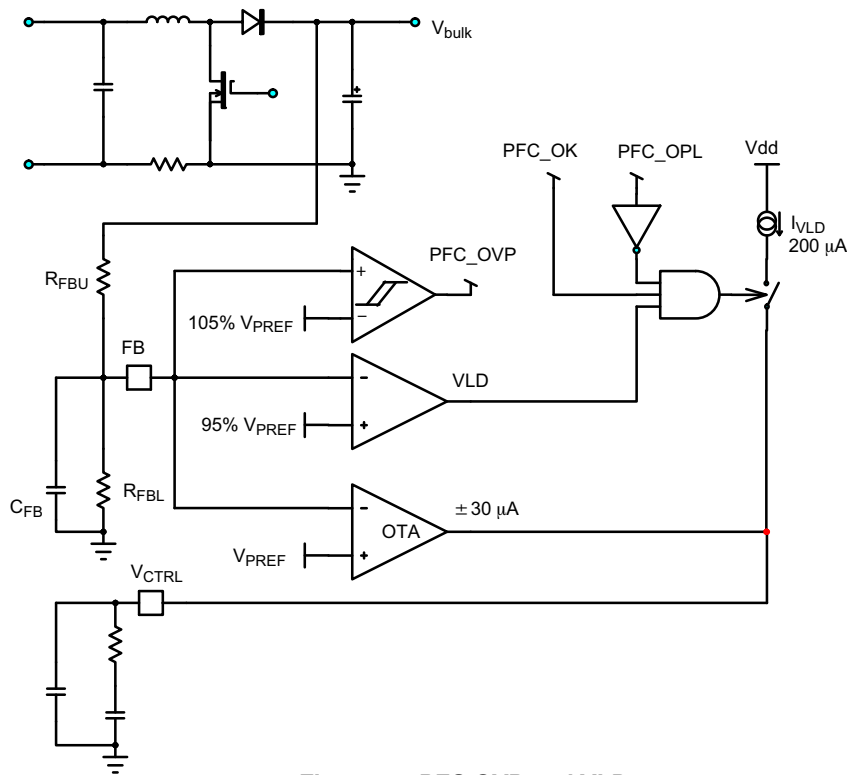 Vbulk
PFC_OK
PFC_OPL
Vdd
IVLD
200 μA
RFBU
PFC_OVP
+
105% VPREF
−
FB
−
VLD
95% VPREF
+
CFB
RFBL
−
± 30 μA
OTA
VPREF
+
VCTRL